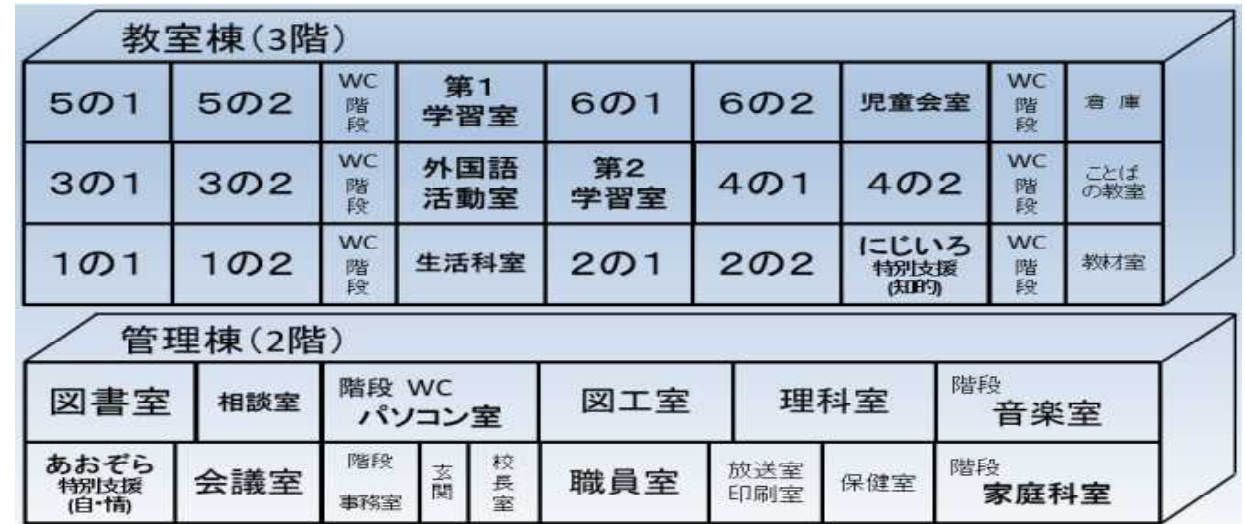 教室棟(3階)
5の1
5の2
WC
階
段
第1
学習室
6の1
6の2
児童会室
WC
階
段
倉庫
3の1
3の2
WC
階
段
外国語
活動室
第2
学習室
4の1
4の2
WC
階
段
ことば
の教室
1の1
1の2
WC
階
段
生活科室
2の1
2の2
にじいろ
特別支援
(知的)
WC
階
段
教材室
管理棟(2階)
図書室
相談室
階段 WC
パソコン室
図工室
理科室
階段
音楽室
あおぞら
特別支援
(自・情)
会議室
階段
事務室
玄
関
校
長
室
職員室
放送室
印刷室
保健室
階段
家庭科室